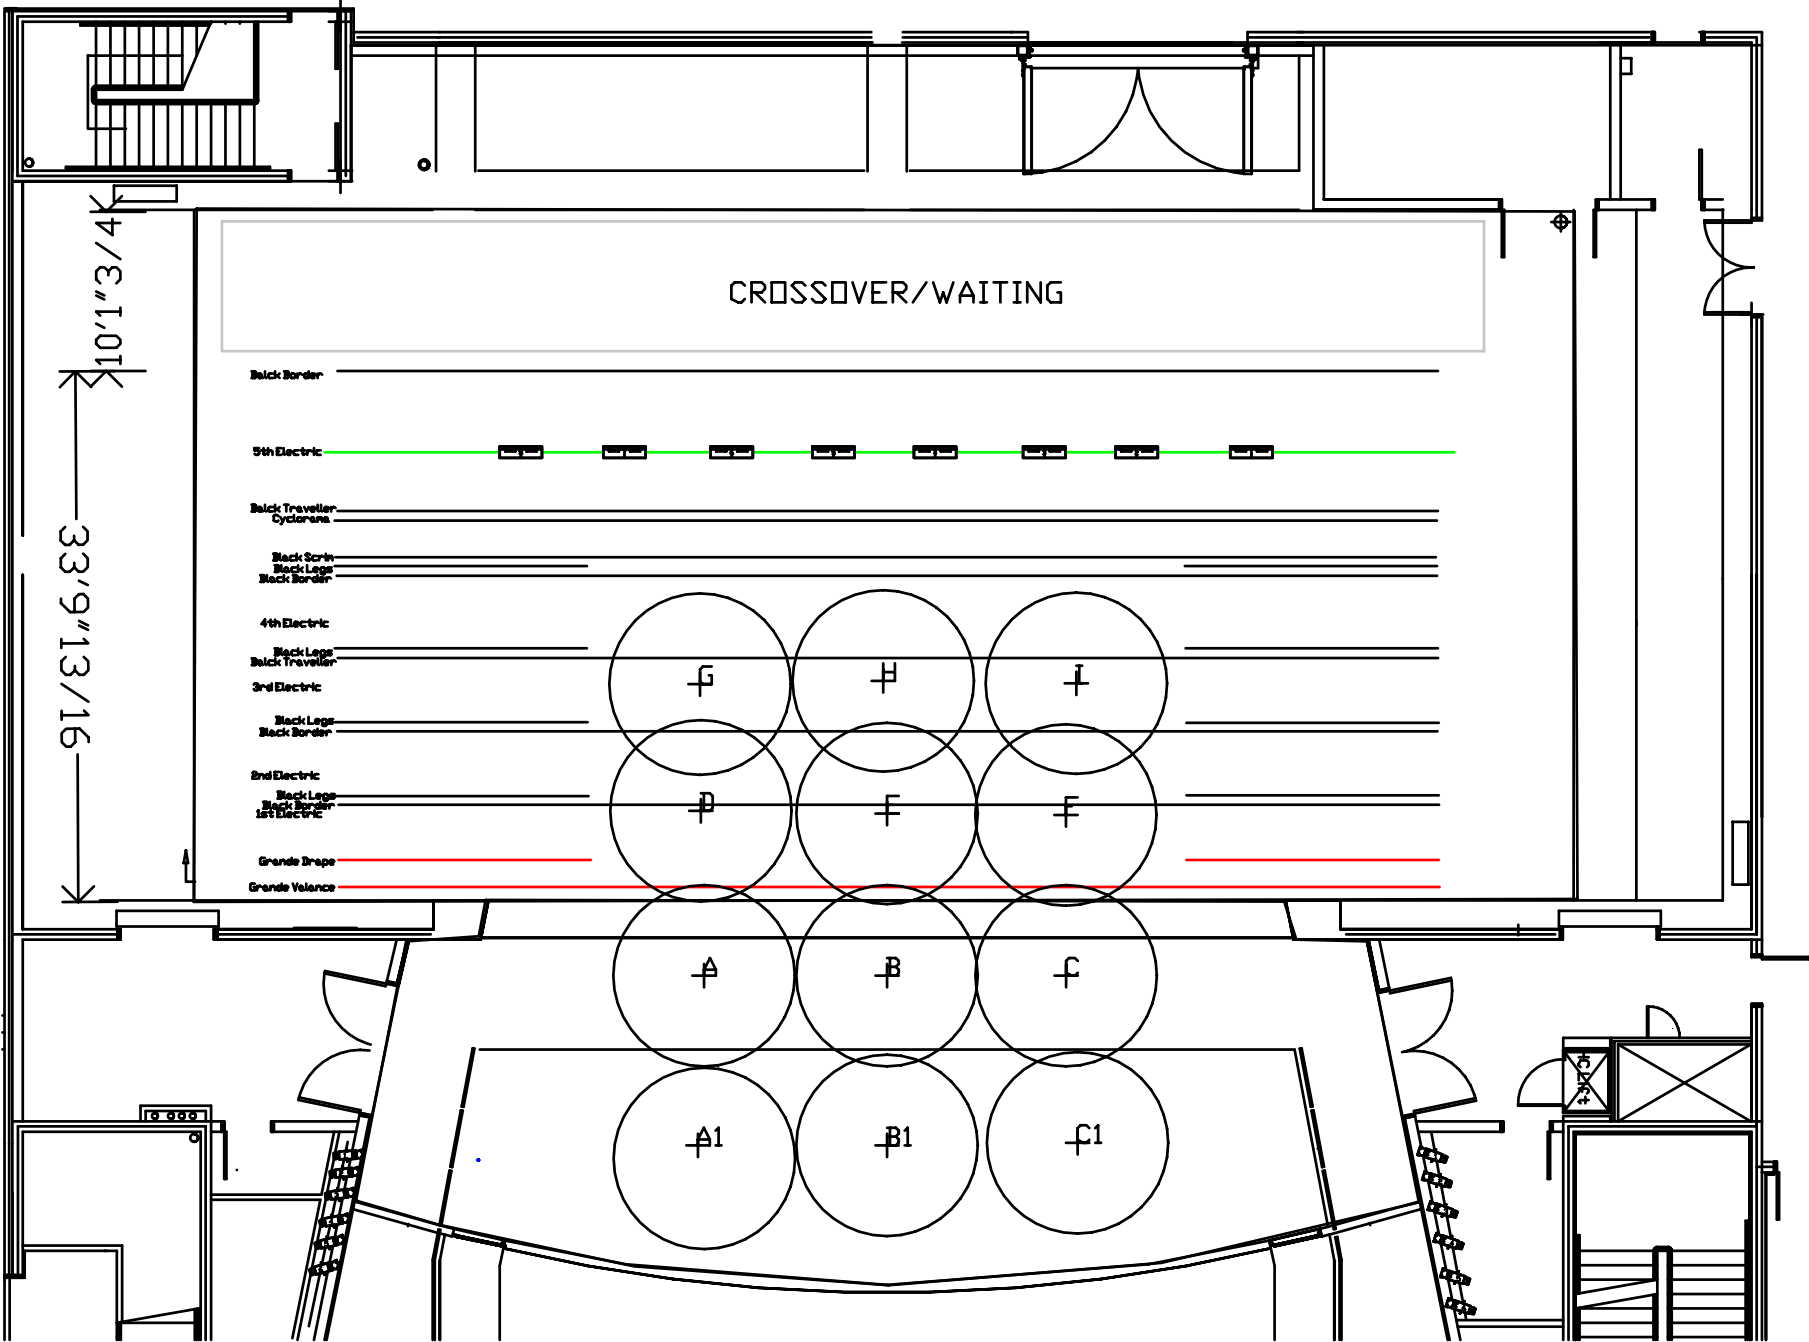 10'1"3/4
CROSSOVER/WAITING
Balck Border
5th Electric
33'9"13/16
Balck Traveller
Cyclorama
Black Scrim
Black Legs
Black Border
4th Electric
Black Legs
Balck Traveller
G H I
3rd Electric
Black Legs
Black Border
2nd Electric
Black Legs
Black Border
D F F
1st Electric
Grande Drape
Grande Valance
A B C
A1 B1 C1